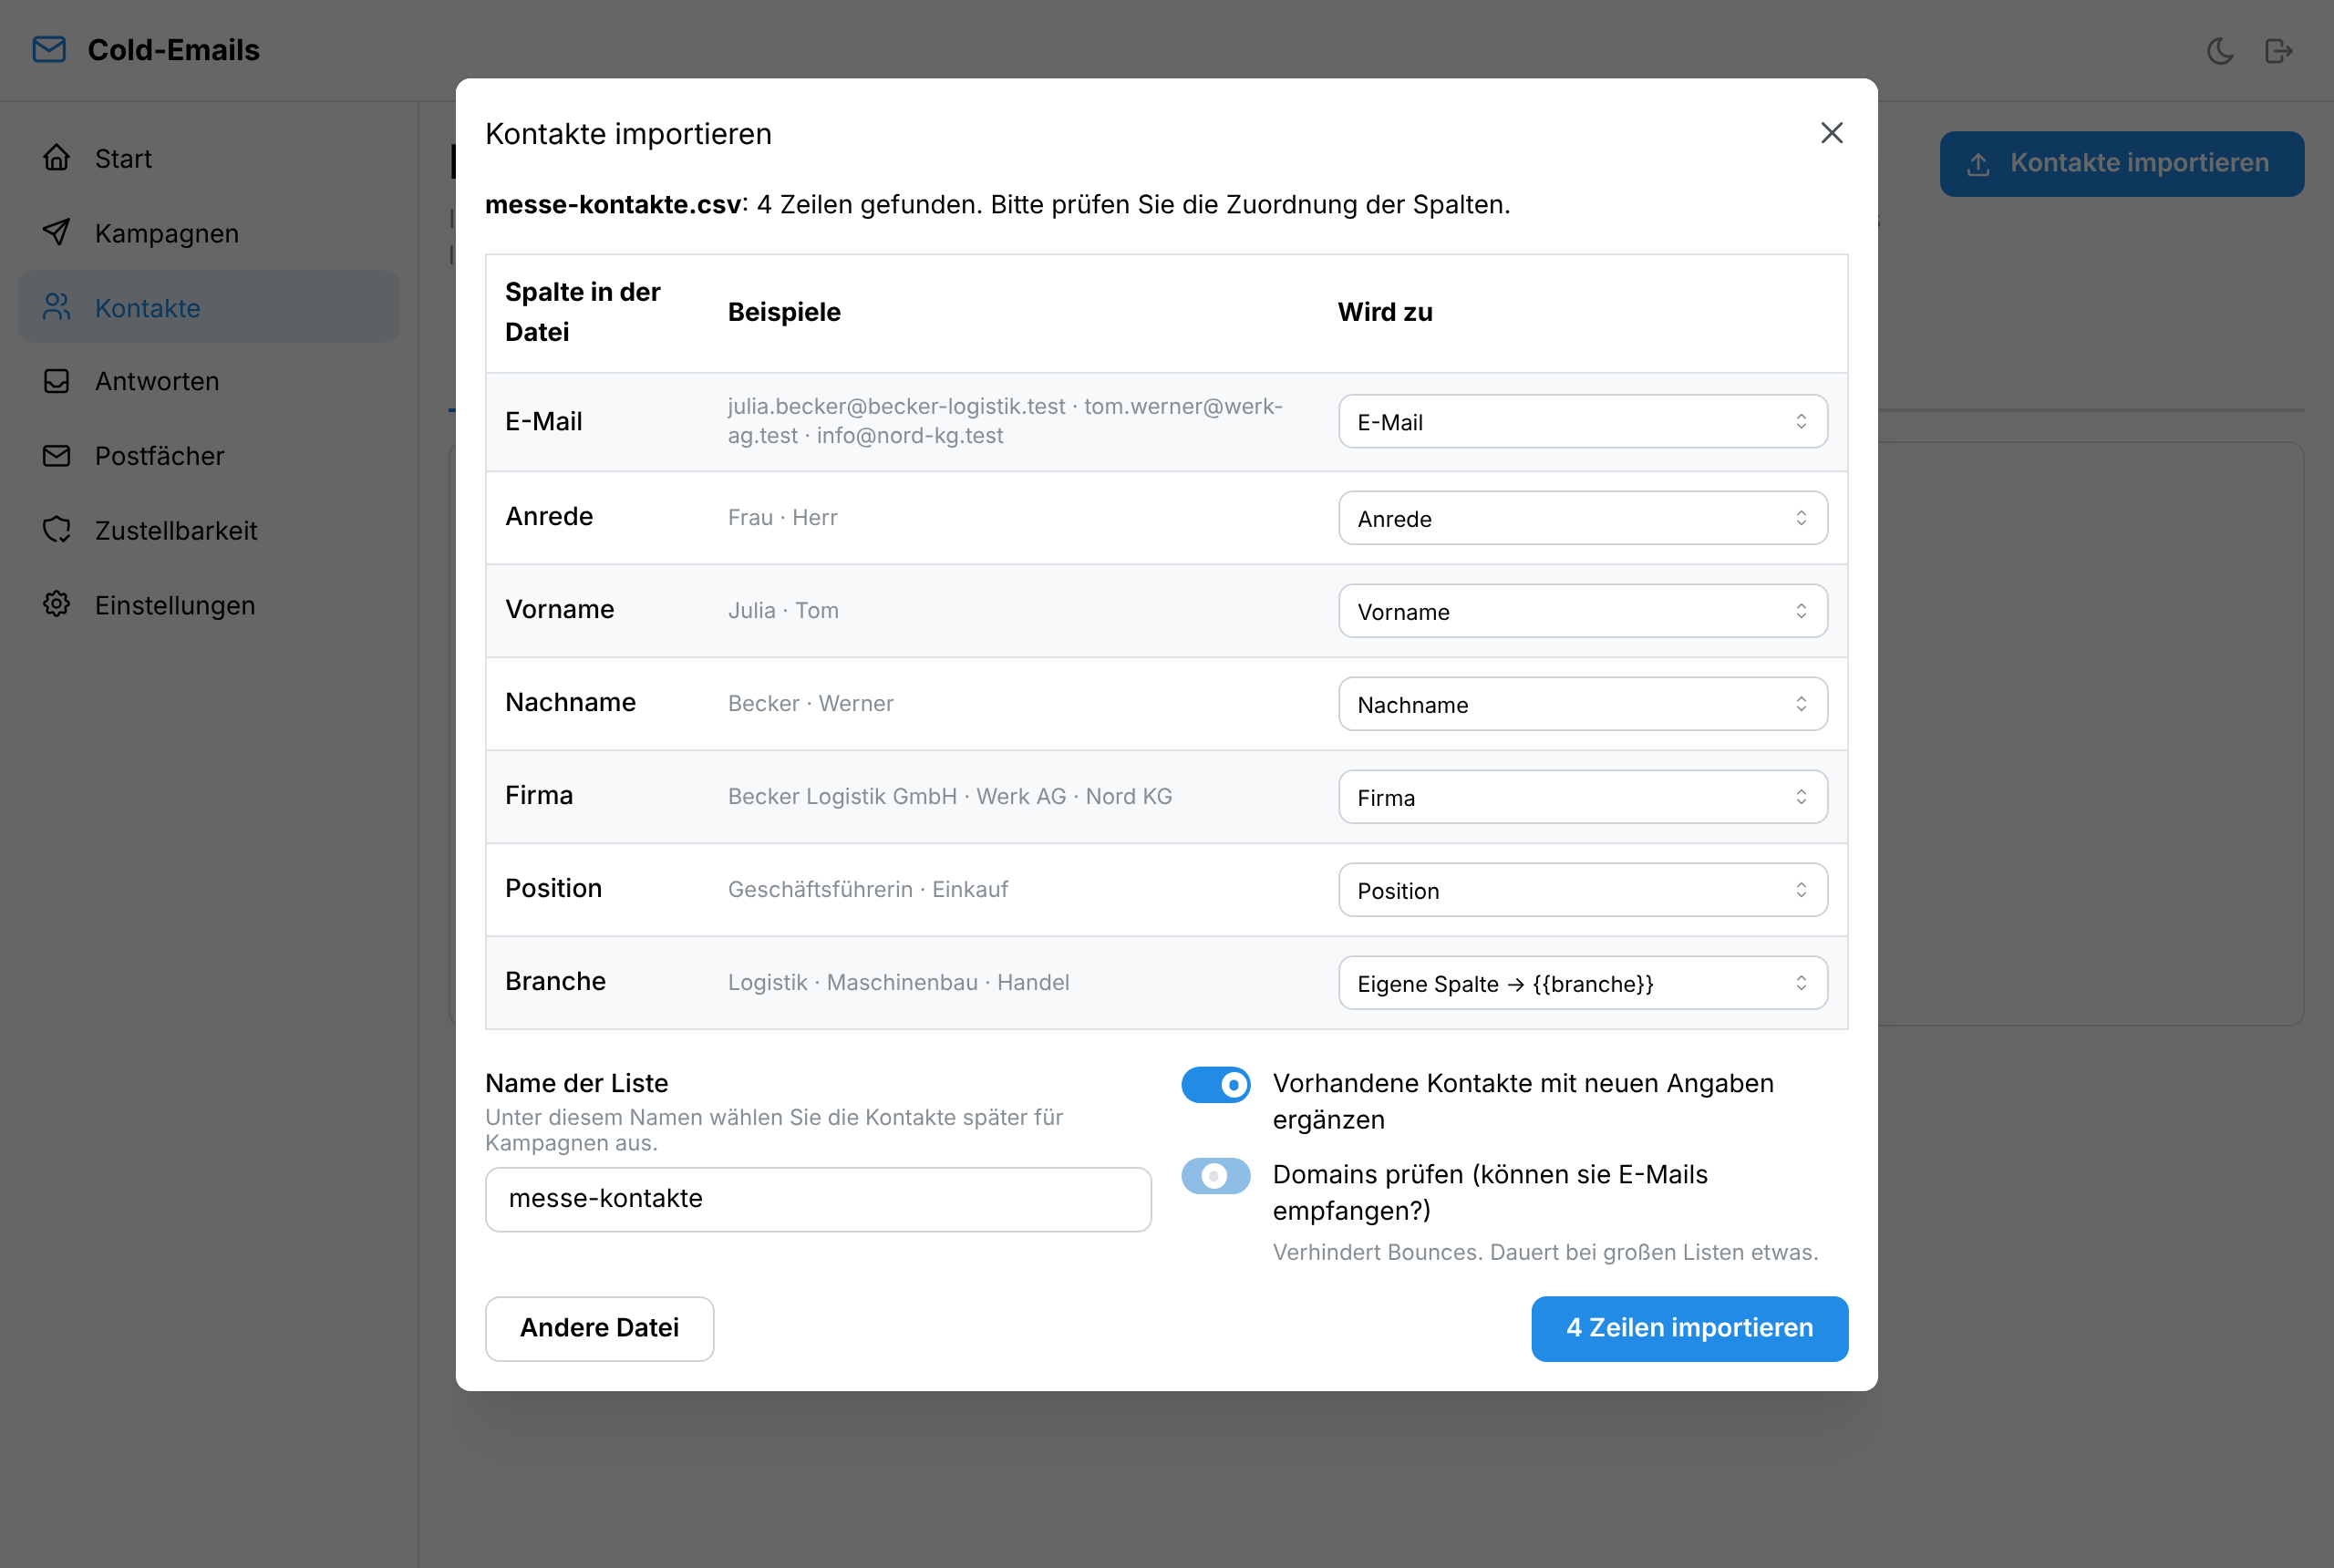 Cold-Emails
Start
Kampagnen
Kontakte
Antworten
Postfächer
Zustellbarkeit
Einstellungen
Kontakte importieren
Kontakte importieren
messe-kontakte.csv: 4 Zeilen gefunden. Bitte prüfen Sie die Zuordnung der Spalten.
Spalte in der
Datei
Beispiele
Wird zu
E-Mail
julia.becker@becker-logistik.test · tom.werner@werk-
ag.test · info@nord-kg.test
E-Mail
Anrede
Frau · Herr
Anrede
Vorname
Julia · Tom
Vorname
Nachname
Becker · Werner
Nachname
Firma
Becker Logistik GmbH · Werk AG · Nord KG
Firma
Position
Geschäftsführerin · Einkauf
Position
Branche
Logistik · Maschinenbau · Handel
Eigene Spalte → {{branche}}
Name der Liste
Unter diesem Namen wählen Sie die Kontakte später für
Kampagnen aus.
messe-kontakte
Vorhandene Kontakte mit neuen Angaben
ergänzen
Domains prüfen (können sie E-Mails
empfangen?)
Verhindert Bounces. Dauert bei großen Listen etwas.
Andere Datei
4 Zeilen importieren